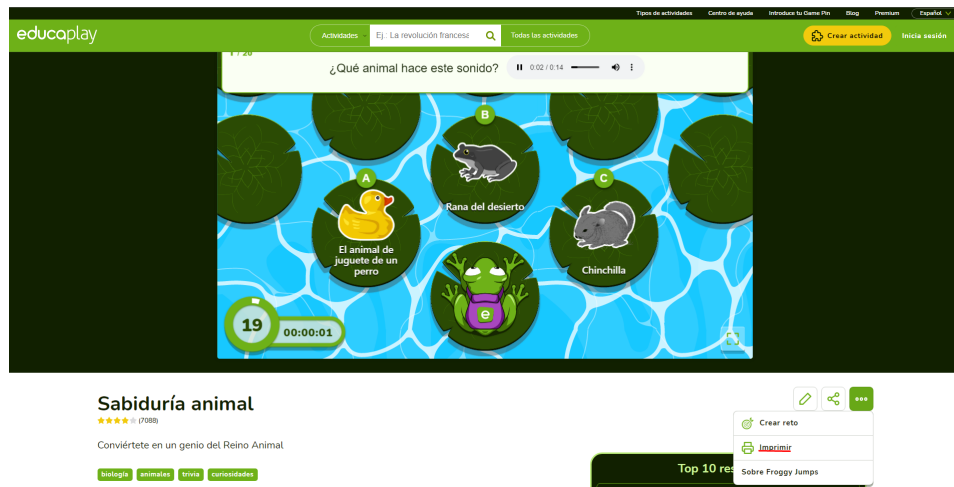 Tipos de actividades Centro de ayuda Introduce tu Game Pin Blog Premium Español
educaplay Actividades Ej.: La revolución francesa Todas las actividades Crear actividad Inicia sesión
1 / 20
¿Qué animal hace este sonido? 0:02 / 0:14
B
Rana del desierto
A
El animal de
juguete de un
perro
C
Chinchilla
e
19 00:00:01
Sabiduría animal
(7088)
Conviértete en un genio del Reino Animal
biología animales trivia curiosidades
Crear reto
Imprimir
Sobre Froggy Jumps
Top 10 res